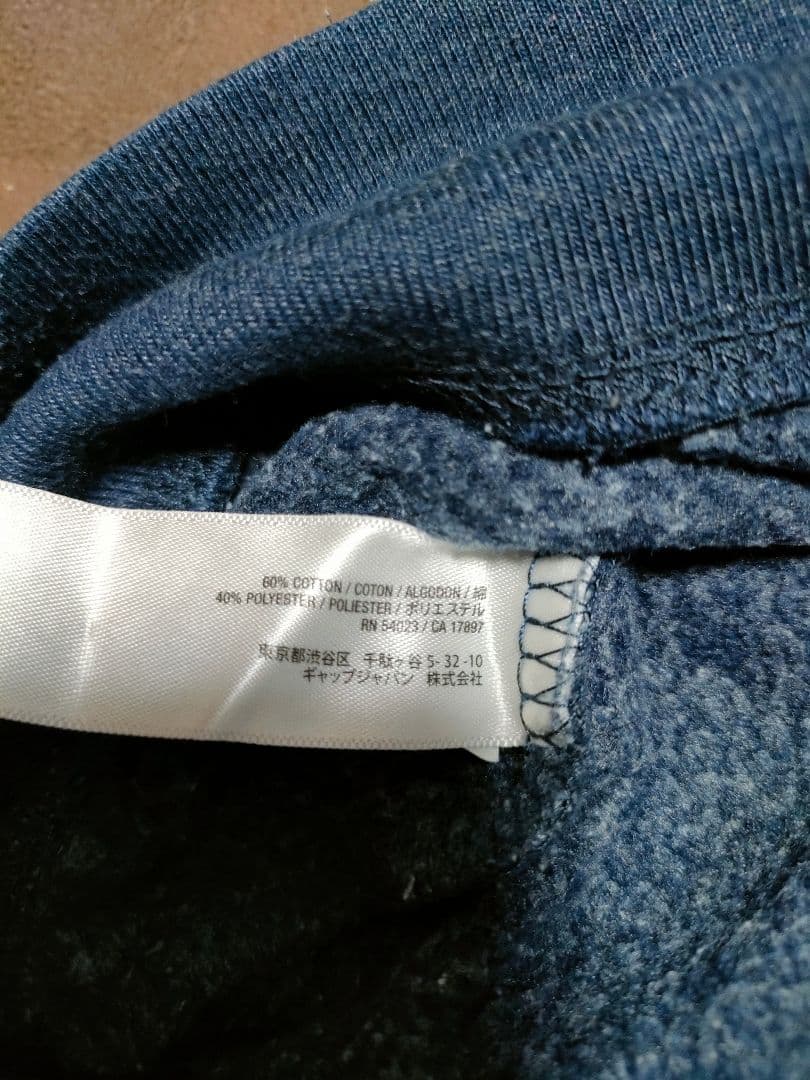 60% COTTON / COTON / ALGODON / 綿
40% POLYESTER / POLIESTER / ポリエステル
RN 54023 / CA 17897
東京都渋谷区 千駄ヶ谷 5-32-10
ギャップジャパン 株式会社